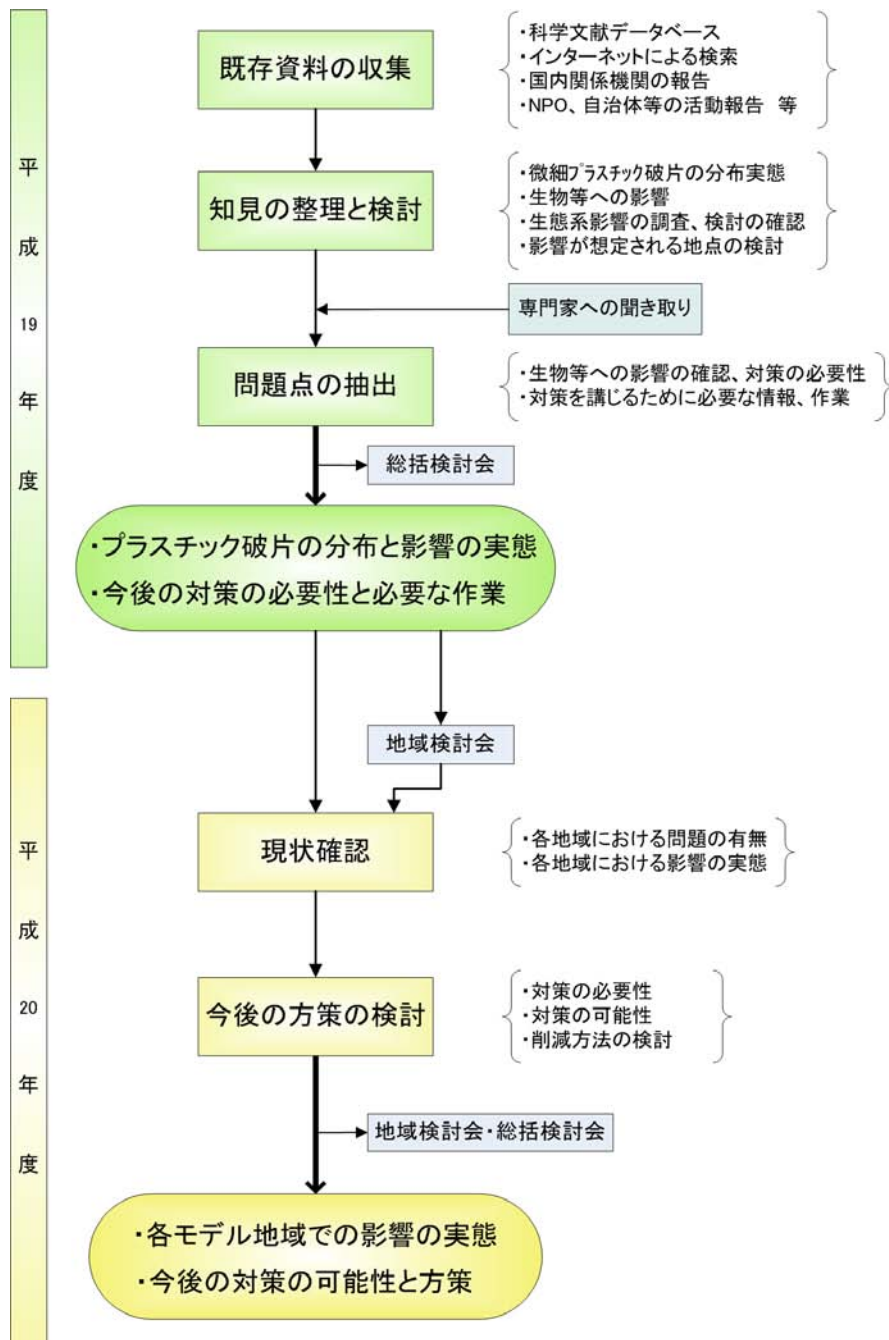 平成19年度
既存資料の収集
・科学文献データベース
・インターネットによる検索
・国内関係機関の報告
・NPO、自治体等の活動報告 等
知見の整理と検討
・微細プラスチック破片の分布実態
・生物等への影響
・生態系影響の調査、検討の確認
・影響が想定される地点の検討
専門家への聞き取り
問題点の抽出
・生物等への影響の確認、対策の必要性
・対策を講じるために必要な情報、作業
総括検討会
・プラスチック破片の分布と影響の実態
・今後の対策の必要性と必要な作業
平成20年度
地域検討会
現状確認
・各地域における問題の有無
・各地域における影響の実態
今後の方策の検討
・対策の必要性
・対策の可能性
・削減方法の検討
地域検討会・総括検討会
・各モデル地域での影響の実態
・今後の対策の可能性と方策